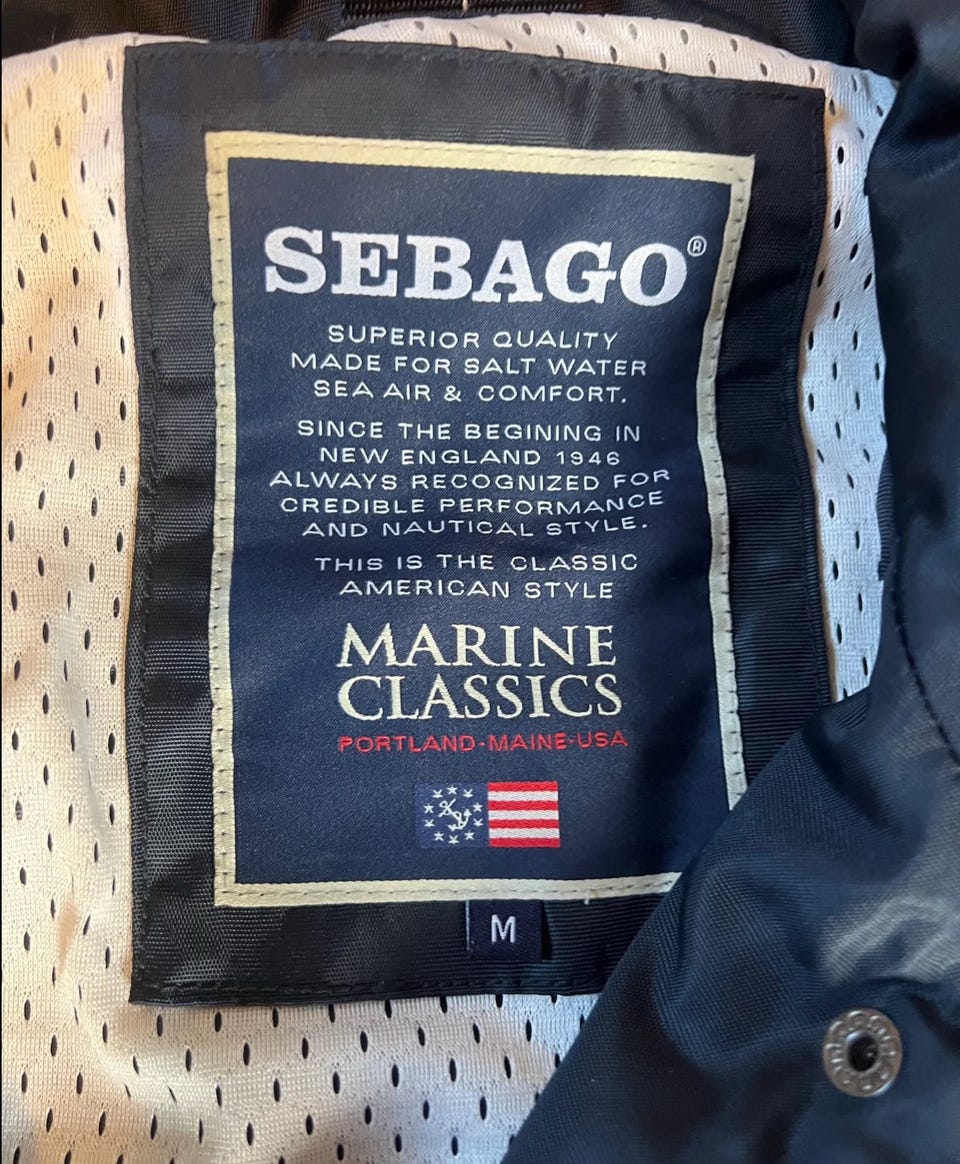 SEBAGO®
SUPERIOR QUALITY
MADE FOR SALT WATER
SEA AIR & COMFORT.
SINCE THE BEGINING IN
NEW ENGLAND 1946
ALWAYS RECOGNIZED FOR
CREDIBLE PERFORMANCE
AND NAUTICAL STYLE.
THIS IS THE CLASSIC
AMERICAN STYLE
MARINE
CLASSICS
PORTLAND-MAINE-USA
M